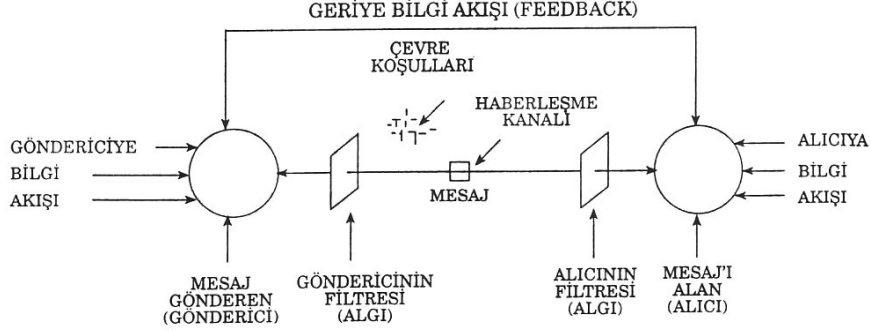 GERİYE BİLGİ AKIŞI (FEEDBACK)
ÇEVRE
KOŞULLARI
HABERLEŞME
KANALİ
GÖNDERİCİYE
BİLGİ
AKIŞI
MESAJ
ALICIYA
BİLGİ
AKIŞI
MESAJ
GÖNDEREN
(GÖNDERİCİ)
GÖNDERİCİNİN
FİLTRESİ
(ALGI)
ALICININ
FİLTRESİ
(ALGI)
MESAJ'I
ALAN
(ALICI)